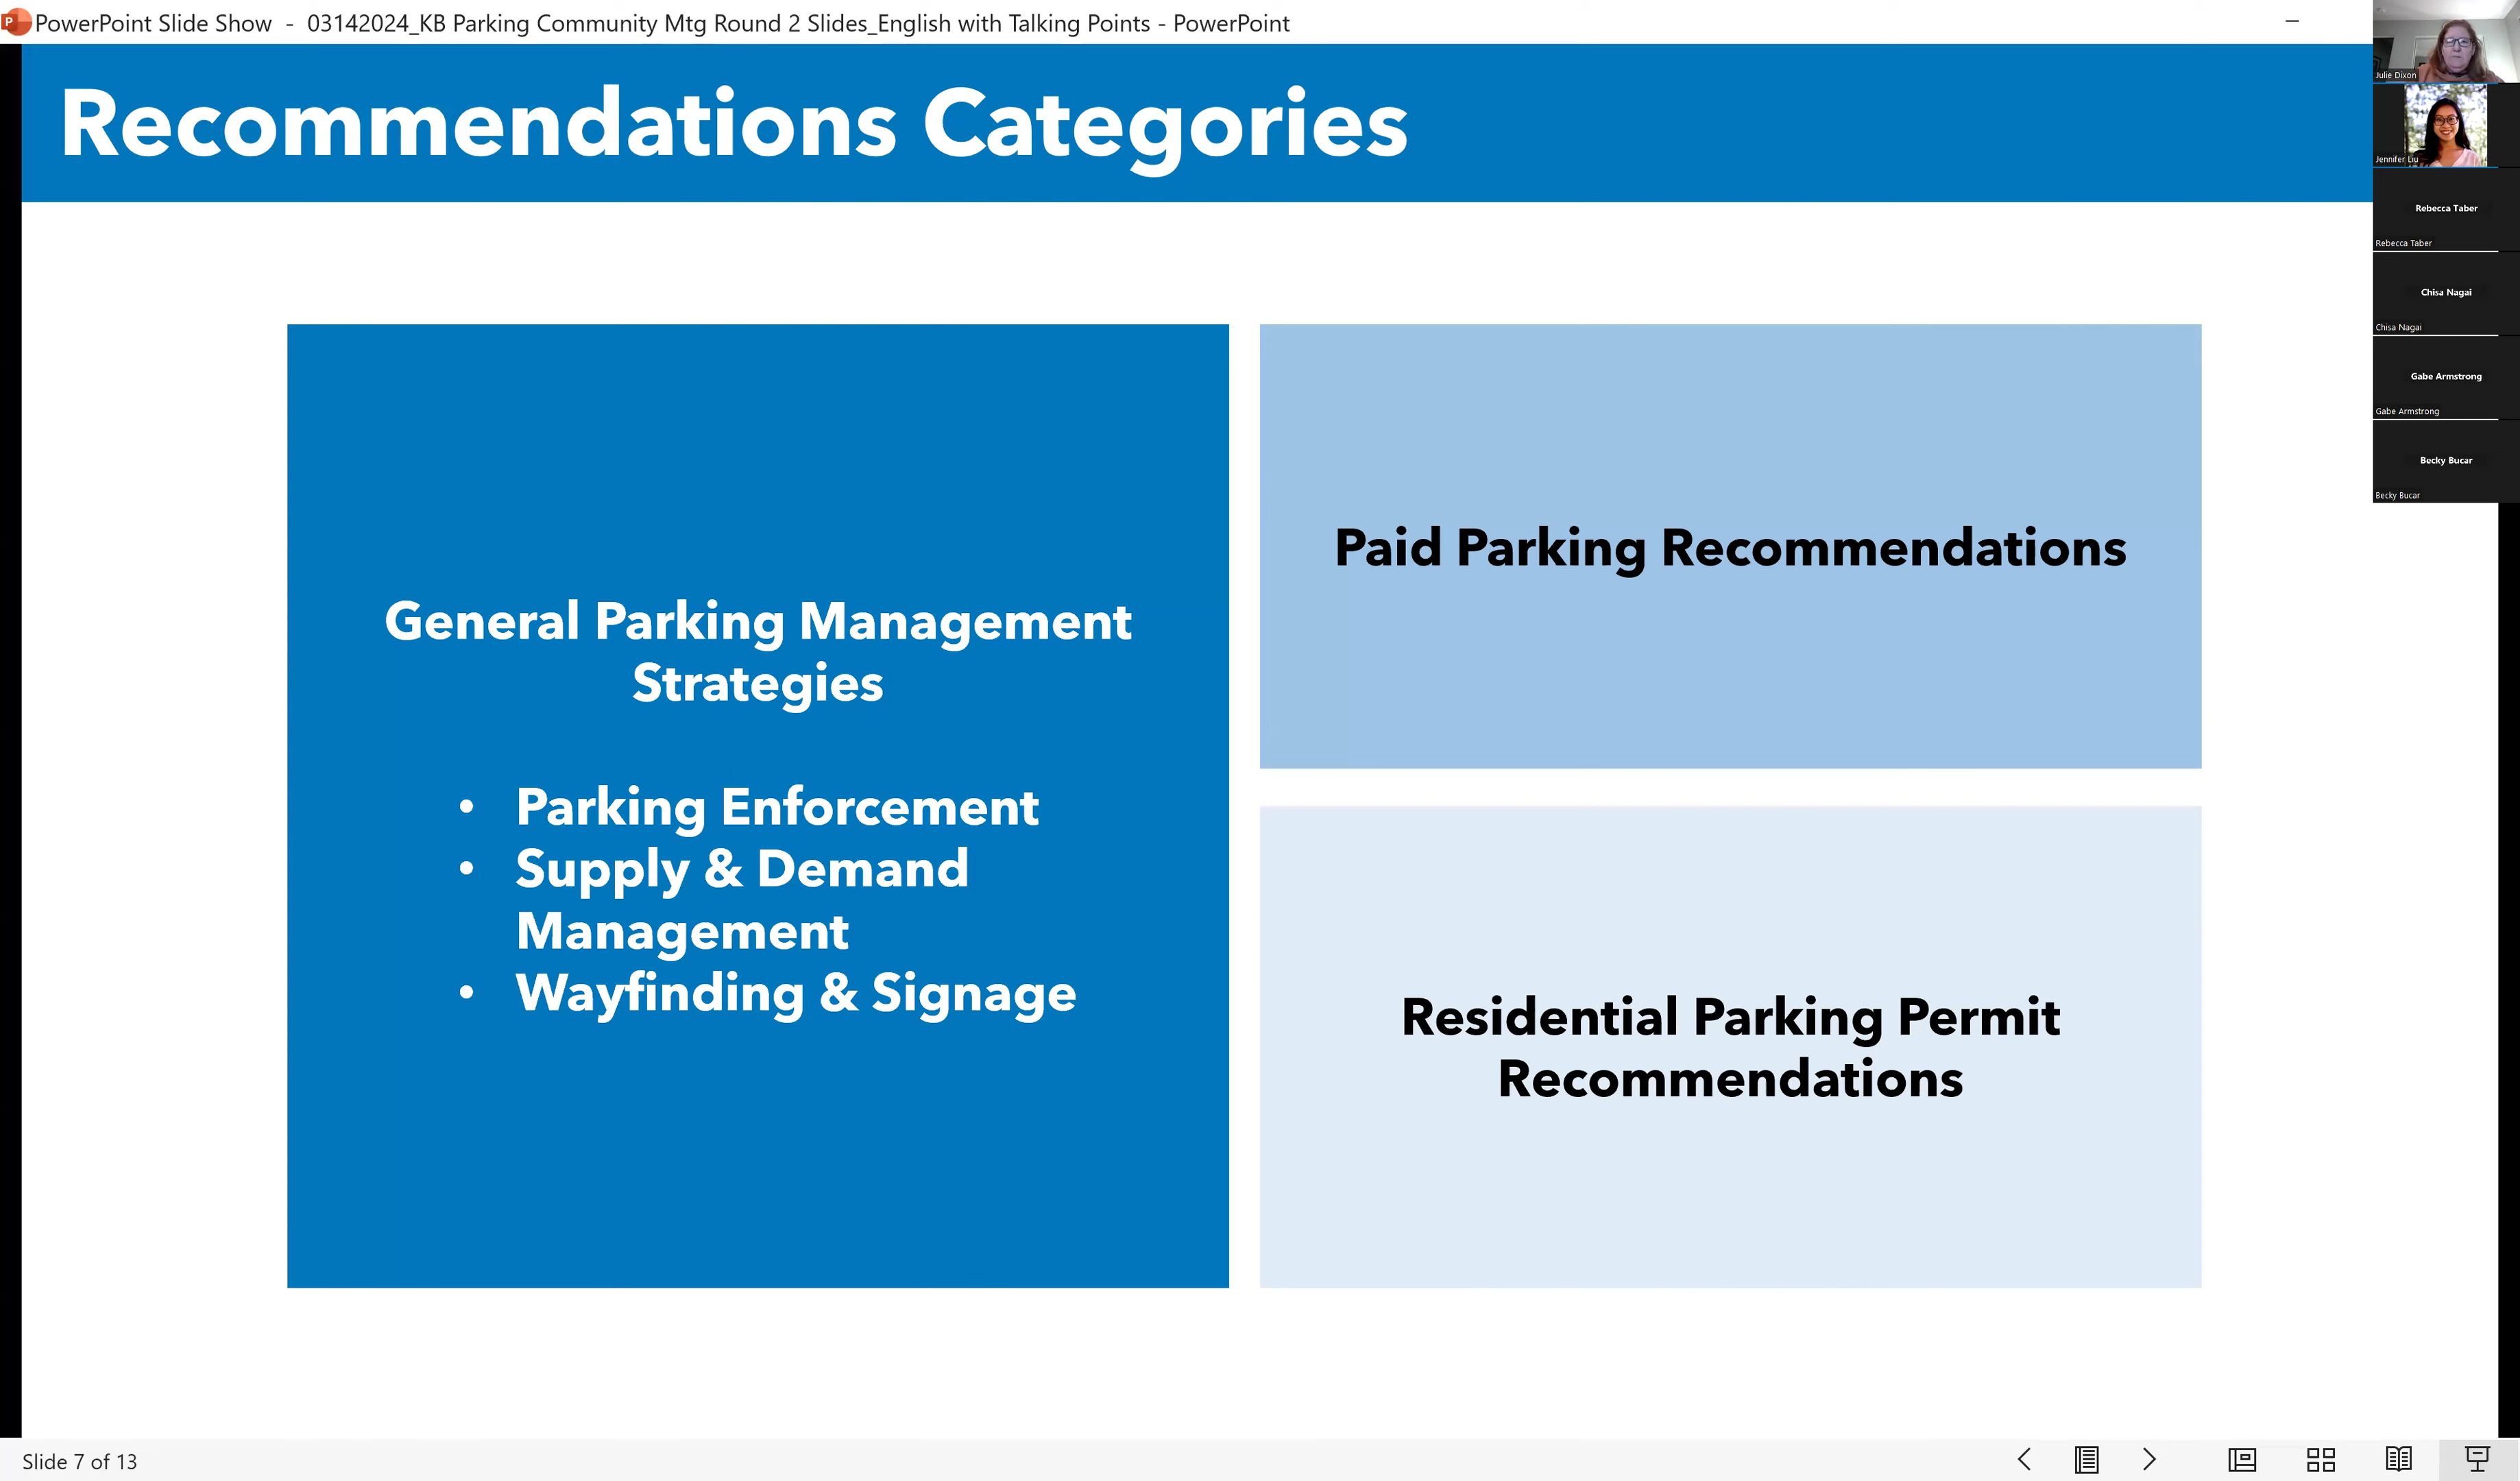 PowerPoint Slide Show - 03142024_KB Parking Community Mtg Round 2 Slides_English with Talking Points - PowerPoint
Recommendations Categories
General Parking Management
Strategies
• Parking Enforcement
• Supply & Demand
Management
• Wayfinding & Signage
Paid Parking Recommendations
Residential Parking Permit
Recommendations
Julie Dixon
Jennifer Liu
Rebecca Taber
Rebecca Taber
Chisa Nagai
Chisa Nagai
Gabe Armstrong
Gabe Armstrong
Becky Bucar
Becky Bucar
Slide 7 of 13